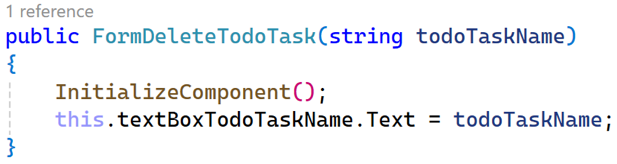 1 reference
public FormDeleteTodoTask(string todoTaskName)
{
    InitializeComponent();
    this.textBoxTodoTaskName.Text = todoTaskName;
}